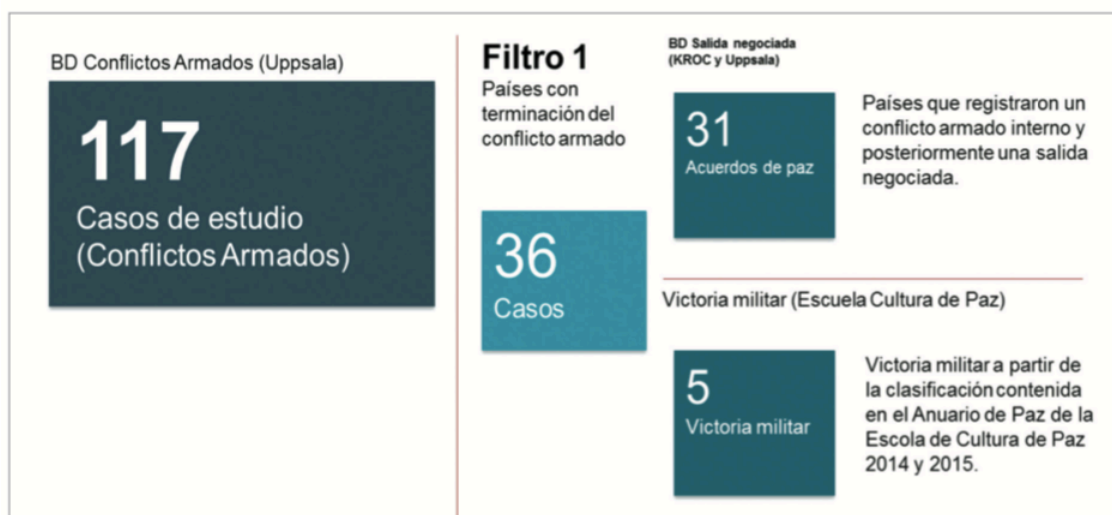 BD Conflictos Armados (Uppsala)
117
Casos de estudio
(Conflictos Armados)
Filtro 1
Países con
terminación del
conflicto armado
36
Casos
BD Salida negociada
(KROC y Uppsala)
31
Acuerdos de paz
Países que registraron un
conflicto armado interno y
posteriormente una salida
negociada.
Victoria militar (Escuela Cultura de Paz)
5
Victoria militar
Victoria militar a partir de
la clasificación contenida
en el Anuario de Paz de la
Escola de Cultura de Paz
2014 y 2015.